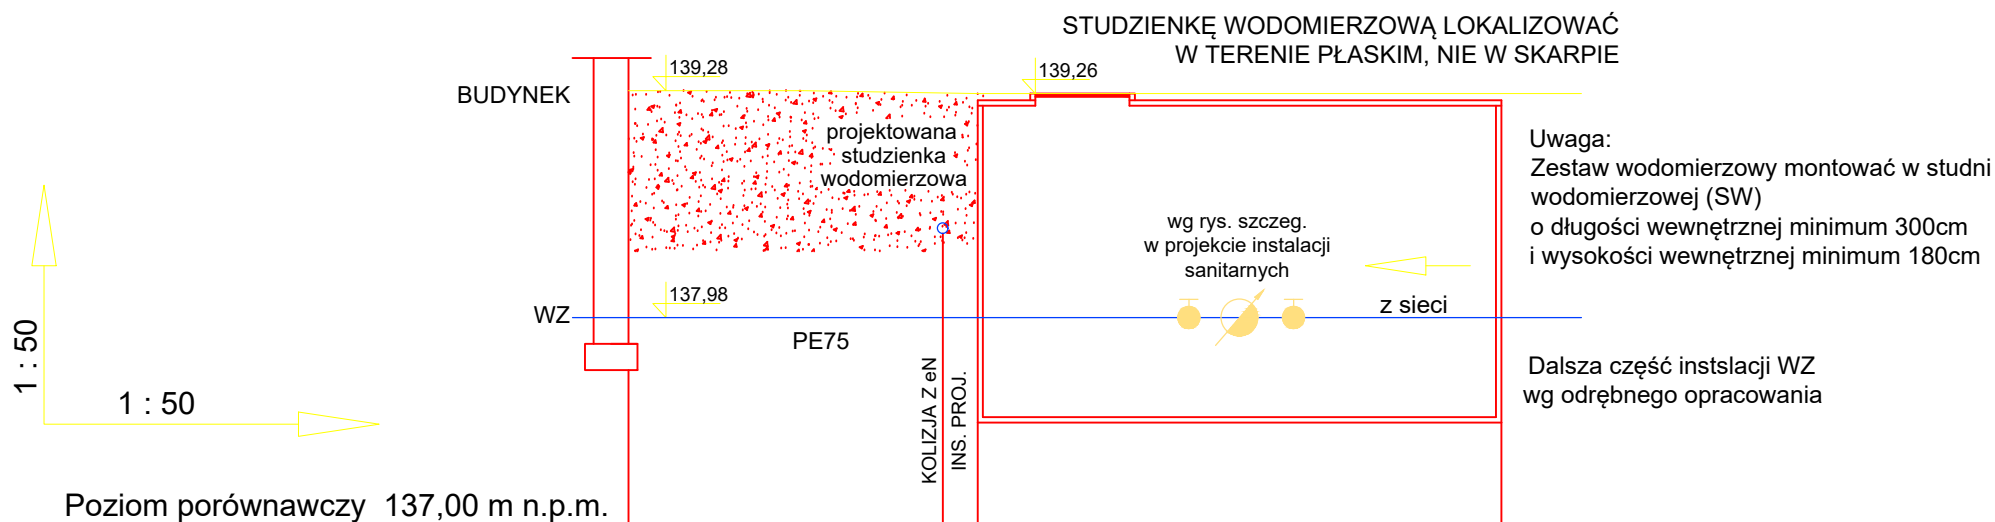 STUDZIENKĘ WODOMIERZOWĄ LOKALIZOWAĆ
W TERENIE PŁASKIM, NIE W SKARPIE
139,28
139,26
BUDYNEK
projektowana
studzienka
wodomierzowa
Uwaga:
Zestaw wodomierzowy montować w studni
wodomierzowej (SW)
o długości wewnętrznej minimum 300cm
i wysokości wewnętrznej minimum 180cm
wg rys. szczeg.
w projekcie instalacji
sanitarnych
137,98
WZ
z sieci
PE75
KOLIZJA Z eN
INS. PROJ.
Dalsza część instslacji WZ
wg odrębnego opracowania
1 : 50
1 : 50
Poziom porównawczy 137,00 m n.p.m.